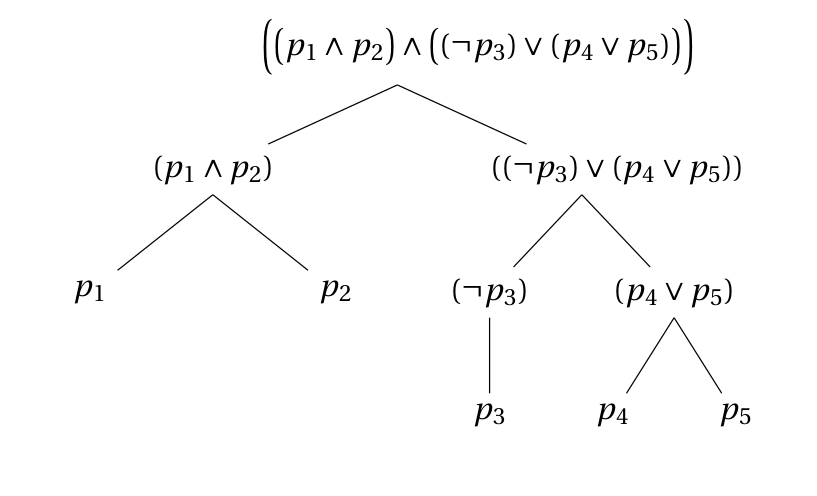 ((p₁ ∧ p₂) ∧ ((¬p₃) ∨ (p₄ ∨ p₅)))
(p₁ ∧ p₂) ((¬p₃) ∨ (p₄ ∨ p₅))
p₁ p₂ (¬p₃) (p₄ ∨ p₅)
p₃ p₄ p₅